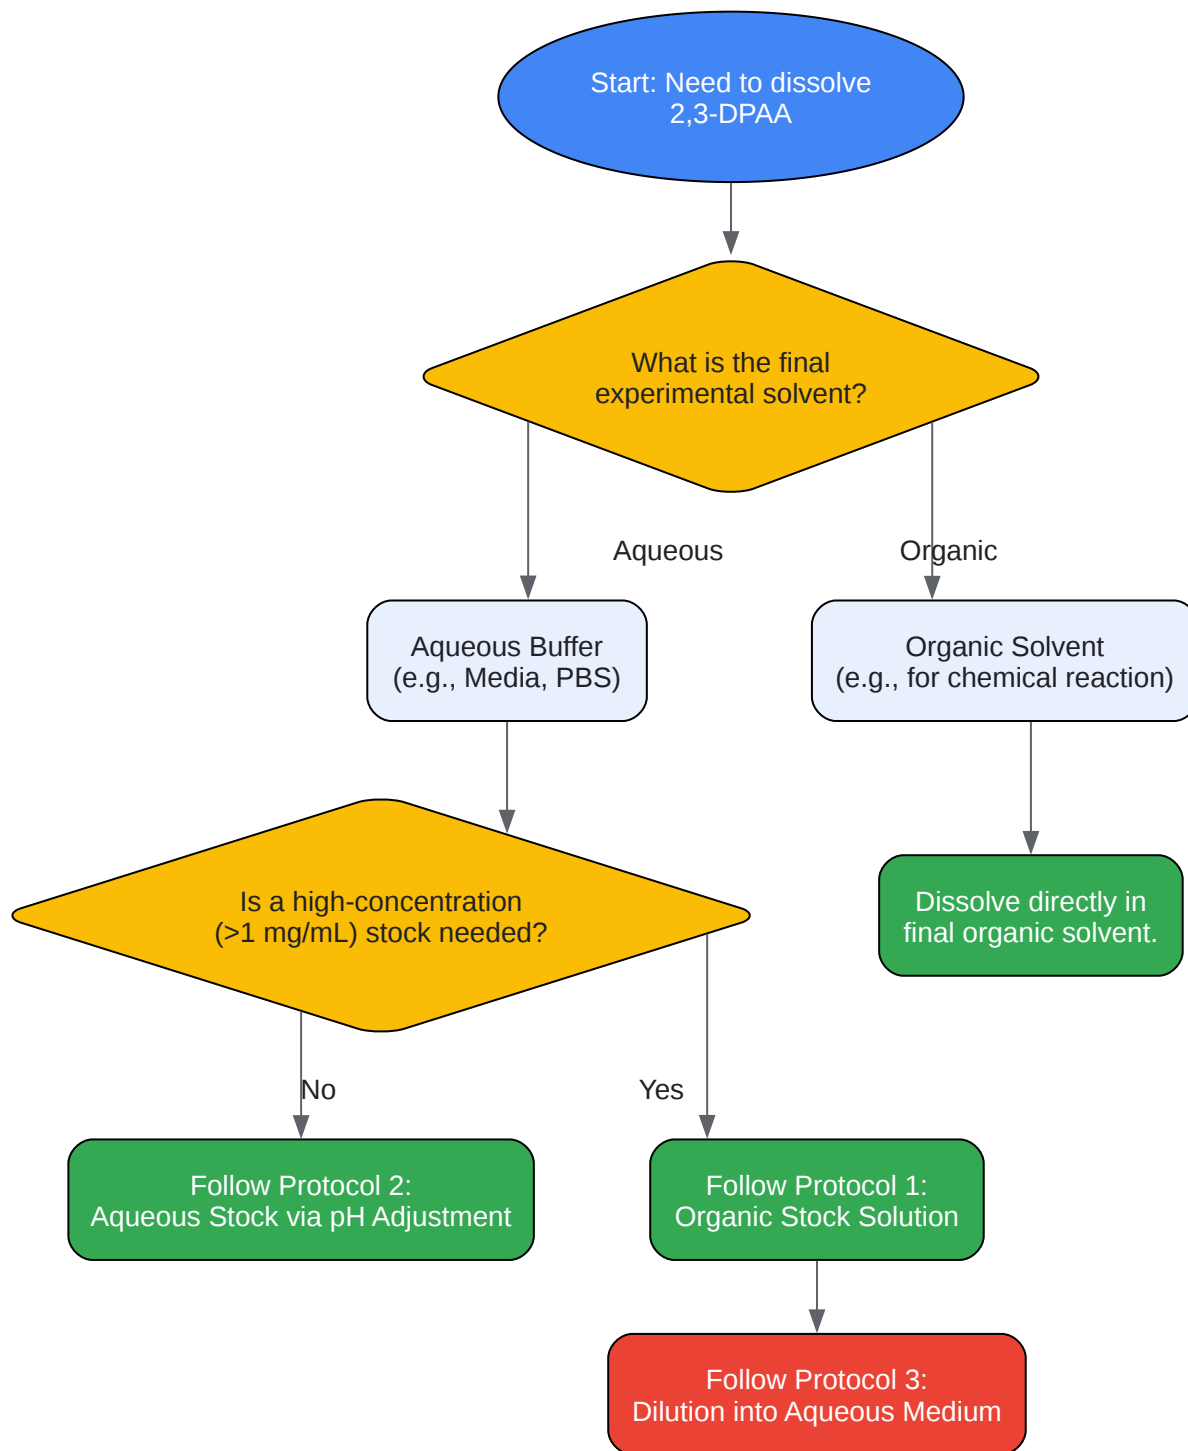 Start: Need to dissolve
2,3-DPAA
What is the final
experimental solvent?
Aqueous
Organic
Aqueous Buffer
(e.g., Media, PBS)
Organic Solvent
(e.g., for chemical reaction)
Is a high-concentration
(>1 mg/mL) stock needed?
Dissolve directly in
final organic solvent.
No
Yes
Follow Protocol 2:
Aqueous Stock via pH Adjustment
Follow Protocol 1:
Organic Stock Solution
Follow Protocol 3:
Dilution into Aqueous Medium